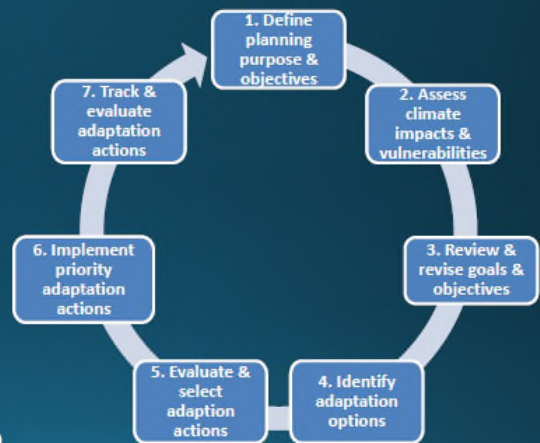 1. Define
planning
purpose &
objectives
2. Assess
climate
impacts &
vulnerabilities
3. Review &
revise goals &
objectives
4. Identify
adaptation
options
5. Evaluate &
select
adaption
actions
6. Implement
priority
adaptation
actions
7. Track &
evaluate
adaptation
actions